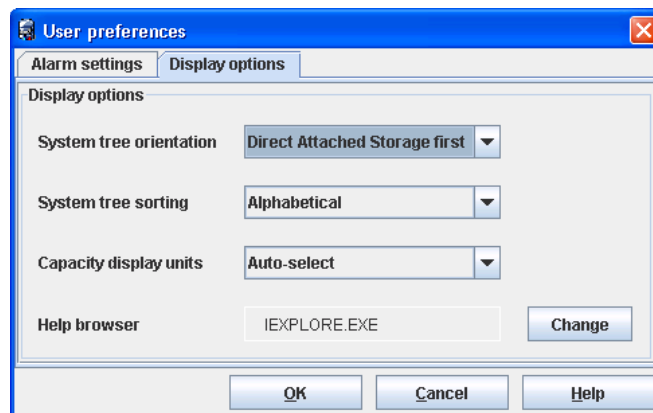 User preferences
Alarm settings Display options
Display options
System tree orientation Direct Attached Storage first
System tree sorting Alphabetical
Capacity display units Auto-select
Help browser IEXPLORE.EXE Change
OK Cancel Help